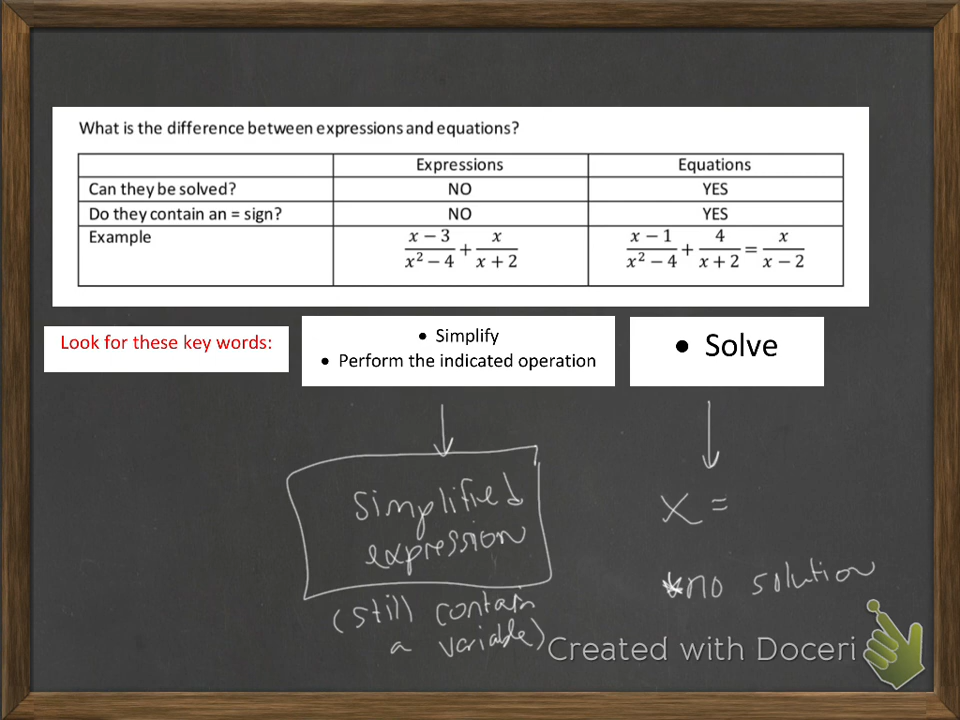 What is the difference between expressions and equations?
Expressions Equations
Can they be solved? NO YES
Do they contain an = sign? NO YES
Example (x − 3)/(x² − 4) + x/(x + 2) (x − 1)/(x² − 4) + 4/(x + 2) = x/(x − 2)
Look for these key words:
• Simplify
• Perform the indicated operation
• Solve
simplified
expression
(still contain
a variable)
x =
*no solution
Created with Doceri